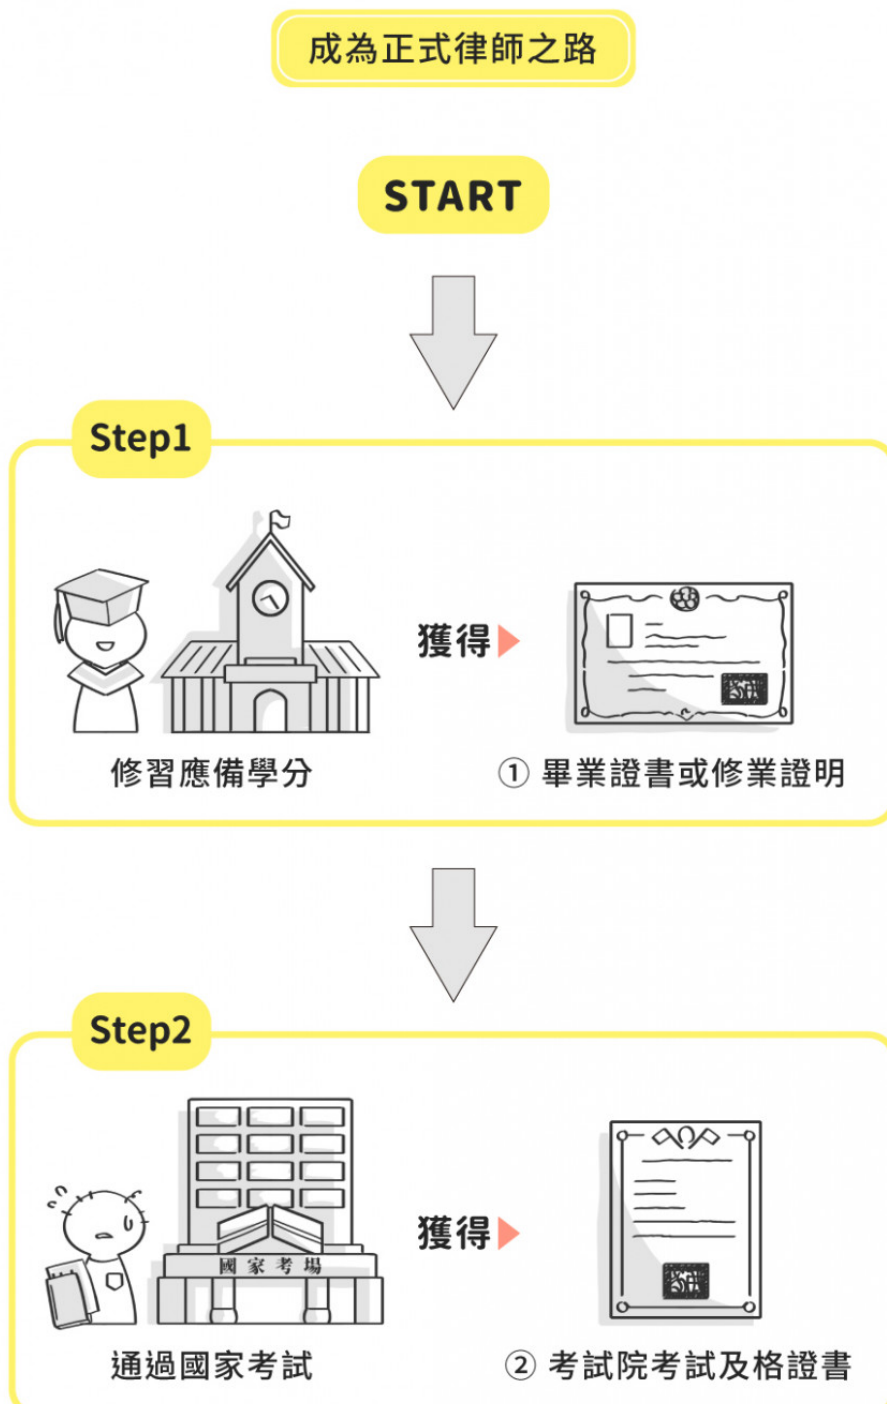 成為正式律師之路
START
Step1
獲得
修習應備學分
① 畢業證書或修業證明
Step2
國家考場
獲得
通過國家考試
② 考試院考試及格證書